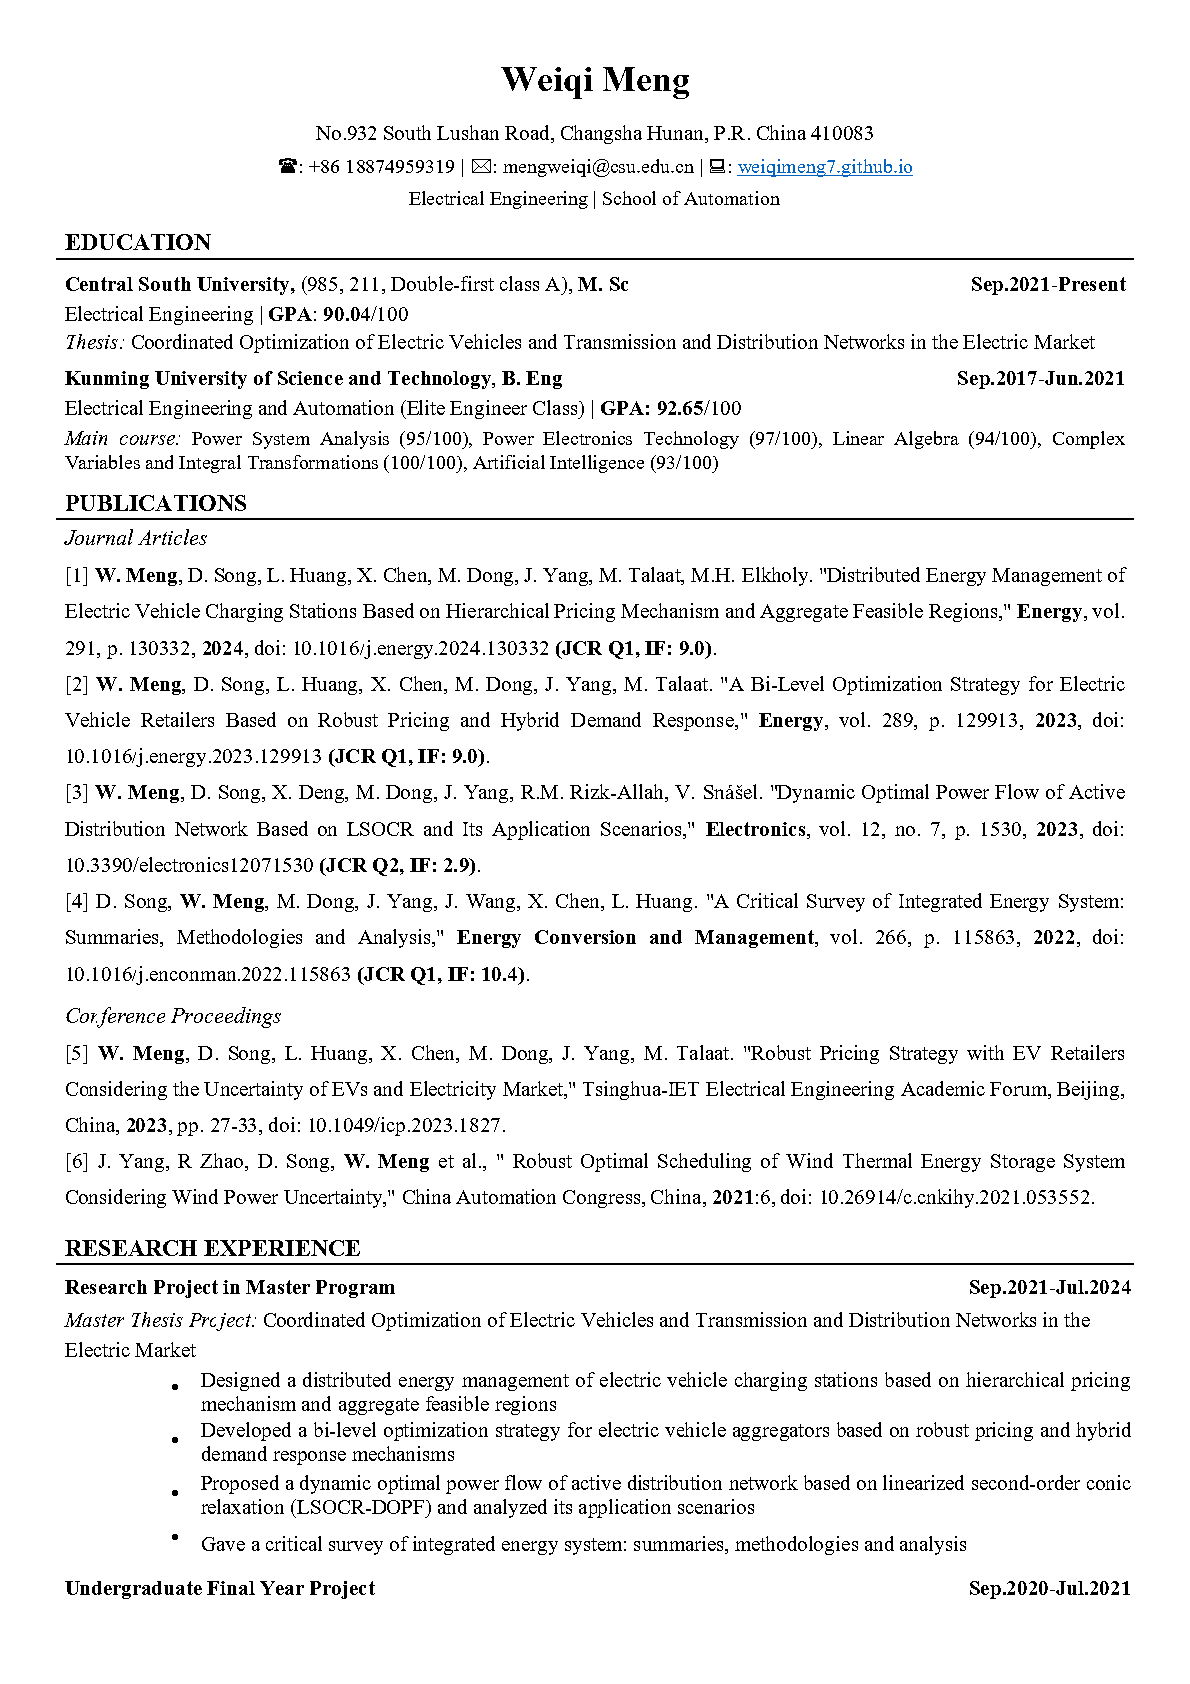 Weiqi Meng
No.932 South Lushan Road, Changsha Hunan, P.R. China 410083
🕿: +86 18874959319 | 🖂: mengweiqi@csu.edu.cn | 💻: weiqimeng7.github.io
Electrical Engineering | School of Automation
EDUCATION
Central South University, (985, 211, Double-first class A), M. Sc Sep.2021-Present
Electrical Engineering | GPA: 90.04/100
Thesis: Coordinated Optimization of Electric Vehicles and Transmission and Distribution Networks in the Electric Market
Kunming University of Science and Technology, B. Eng Sep.2017-Jun.2021
Electrical Engineering and Automation (Elite Engineer Class) | GPA: 92.65/100
Main course: Power System Analysis (95/100), Power Electronics Technology (97/100), Linear Algebra (94/100), Complex
Variables and Integral Transformations (100/100), Artificial Intelligence (93/100)
PUBLICATIONS
Journal Articles
[1] W. Meng, D. Song, L. Huang, X. Chen, M. Dong, J. Yang, M. Talaat, M.H. Elkholy. "Distributed Energy Management of
Electric Vehicle Charging Stations Based on Hierarchical Pricing Mechanism and Aggregate Feasible Regions," Energy, vol.
291, p. 130332, 2024, doi: 10.1016/j.energy.2024.130332 (JCR Q1, IF: 9.0).
[2] W. Meng, D. Song, L. Huang, X. Chen, M. Dong, J. Yang, M. Talaat. "A Bi-Level Optimization Strategy for Electric
Vehicle Retailers Based on Robust Pricing and Hybrid Demand Response," Energy, vol. 289, p. 129913, 2023, doi:
10.1016/j.energy.2023.129913 (JCR Q1, IF: 9.0).
[3] W. Meng, D. Song, X. Deng, M. Dong, J. Yang, R.M. Rizk-Allah, V. Snášel. "Dynamic Optimal Power Flow of Active
Distribution Network Based on LSOCR and Its Application Scenarios," Electronics, vol. 12, no. 7, p. 1530, 2023, doi:
10.3390/electronics12071530 (JCR Q2, IF: 2.9).
[4] D. Song, W. Meng, M. Dong, J. Yang, J. Wang, X. Chen, L. Huang. "A Critical Survey of Integrated Energy System:
Summaries, Methodologies and Analysis," Energy Conversion and Management, vol. 266, p. 115863, 2022, doi:
10.1016/j.enconman.2022.115863 (JCR Q1, IF: 10.4).
Conference Proceedings
[5] W. Meng, D. Song, L. Huang, X. Chen, M. Dong, J. Yang, M. Talaat. "Robust Pricing Strategy with EV Retailers
Considering the Uncertainty of EVs and Electricity Market," Tsinghua-IET Electrical Engineering Academic Forum, Beijing,
China, 2023, pp. 27-33, doi: 10.1049/icp.2023.1827.
[6] J. Yang, R Zhao, D. Song, W. Meng et al., " Robust Optimal Scheduling of Wind Thermal Energy Storage System
Considering Wind Power Uncertainty," China Automation Congress, China, 2021:6, doi: 10.26914/c.cnkihy.2021.053552.
RESEARCH EXPERIENCE
Research Project in Master Program Sep.2021-Jul.2024
Master Thesis Project: Coordinated Optimization of Electric Vehicles and Transmission and Distribution Networks in the
Electric Market
• Designed a distributed energy management of electric vehicle charging stations based on hierarchical pricing
mechanism and aggregate feasible regions
• Developed a bi-level optimization strategy for electric vehicle aggregators based on robust pricing and hybrid
demand response mechanisms
• Proposed a dynamic optimal power flow of active distribution network based on linearized second-order conic
relaxation (LSOCR-DOPF) and analyzed its application scenarios
• Gave a critical survey of integrated energy system: summaries, methodologies and analysis
Undergraduate Final Year Project Sep.2020-Jul.2021